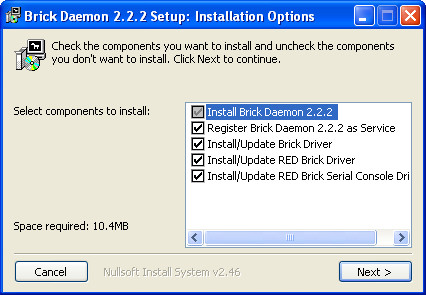 Brick Daemon 2.2.2 Setup: Installation Options
Check the components you want to install and uncheck the components
you don't want to install. Click Next to continue.
Select components to install:
Install Brick Daemon 2.2.2
Register Brick Daemon 2.2.2 as Service
Install/Update Brick Driver
Install/Update RED Brick Driver
Install/Update RED Brick Serial Console Dri
Space required: 10.4MB
Cancel
Nullsoft Install System v2.46
Next >